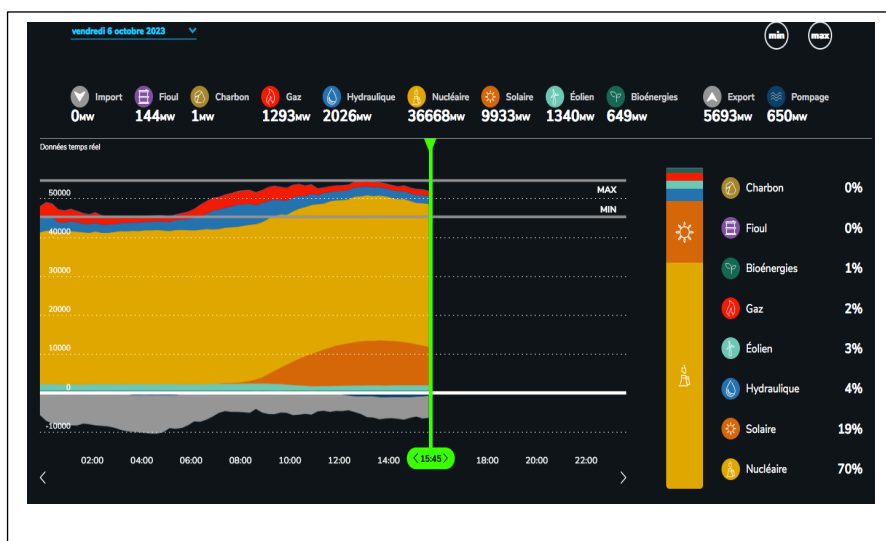 vendredi 6 octobre 2023
min max
Import Fioul Charbon Gaz Hydraulique Nucléaire Solaire Éolien Bioénergies Export Pompage
0MW 144MW 1MW 1293MW 2026MW 36668MW 9933MW 1340MW 649MW 5693MW 650MW
Données temps réel
50000
MAX
MIN
40000
30000
20000
10000
0
-10000
02:00 04:00 06:00 08:00 10:00 12:00 14:00 15:45 18:00 20:00 22:00
Charbon 0%
Fioul 0%
Bioénergies 1%
Gaz 2%
Éolien 3%
Hydraulique 4%
Solaire 19%
Nucléaire 70%